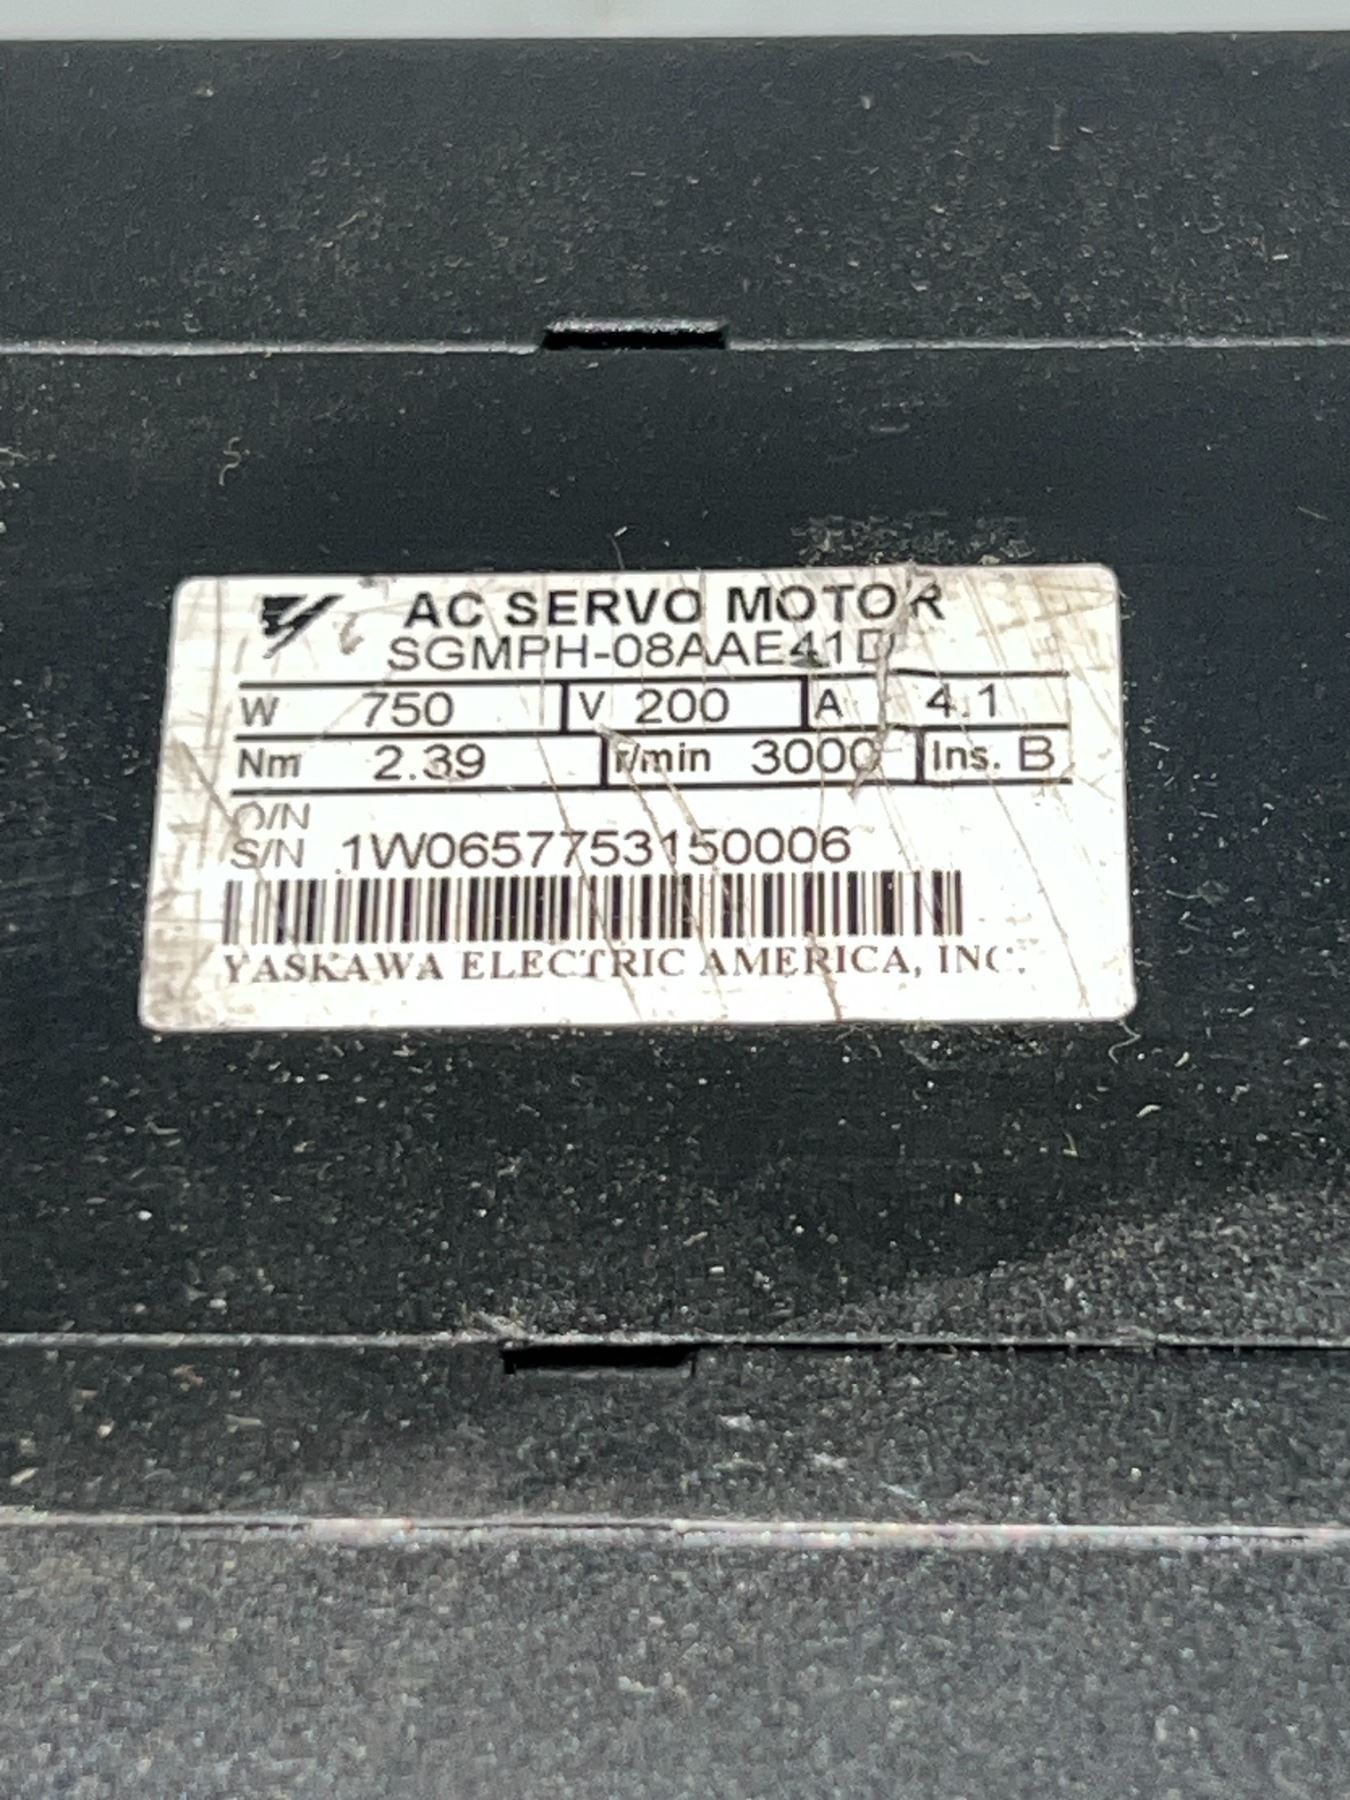 AC SERVO MOTOR
SGMPH-08AAE41D
W 750 V 200 A 4.1
Nm 2.39 r/min 3000 Ins. B
O/N
S/N 1W0657753150006
YASKAWA ELECTRIC AMERICA, INC.